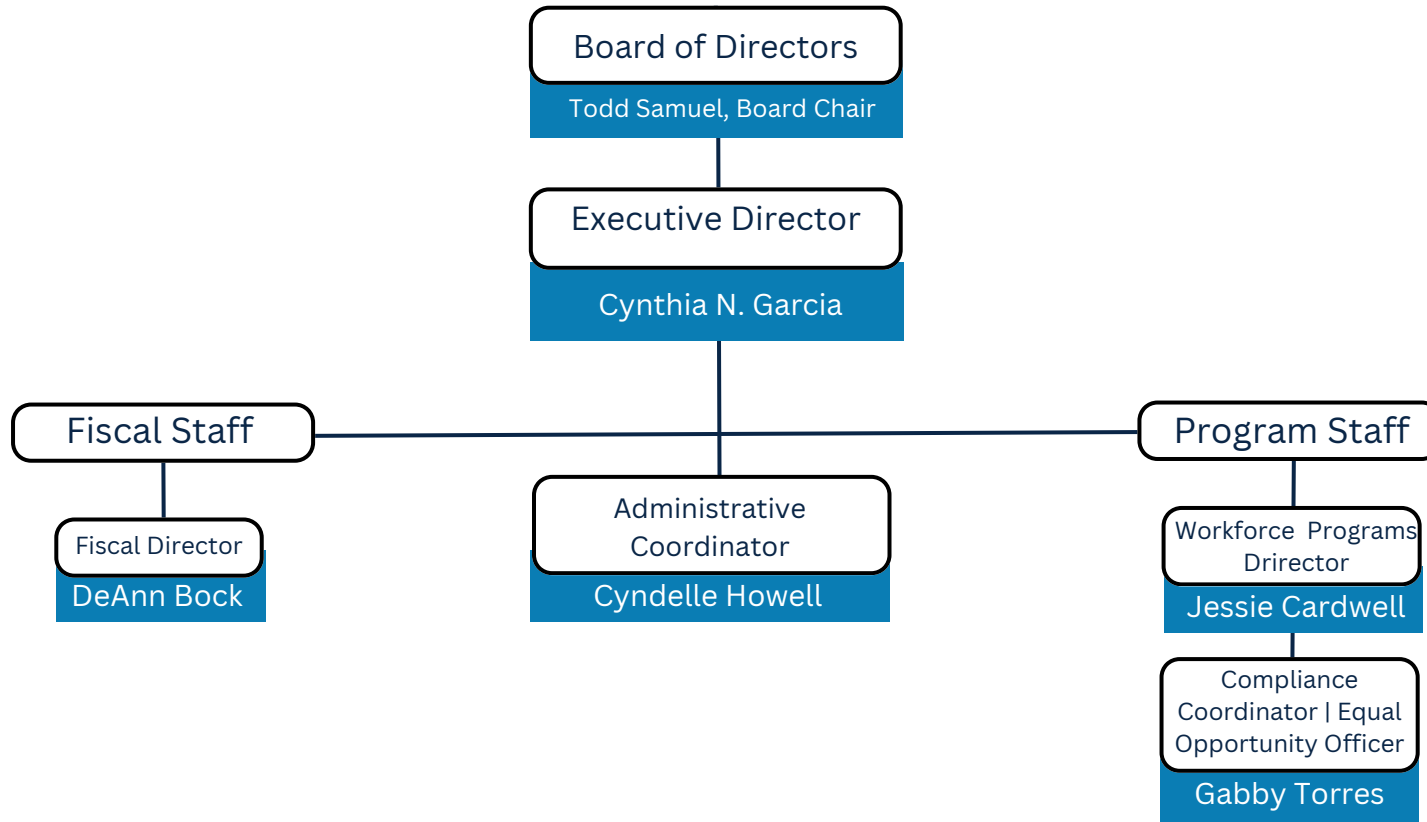 Board of Directors
Todd Samuel, Board Chair
Executive Director
Cynthia N. Garcia
Fiscal Staff
Program Staff
Fiscal Director
DeAnn Bock
Administrative
Coordinator
Cyndelle Howell
Workforce Programs
Drirector
Jessie Cardwell
Compliance
Coordinator | Equal
Opportunity Officer
Gabby Torres